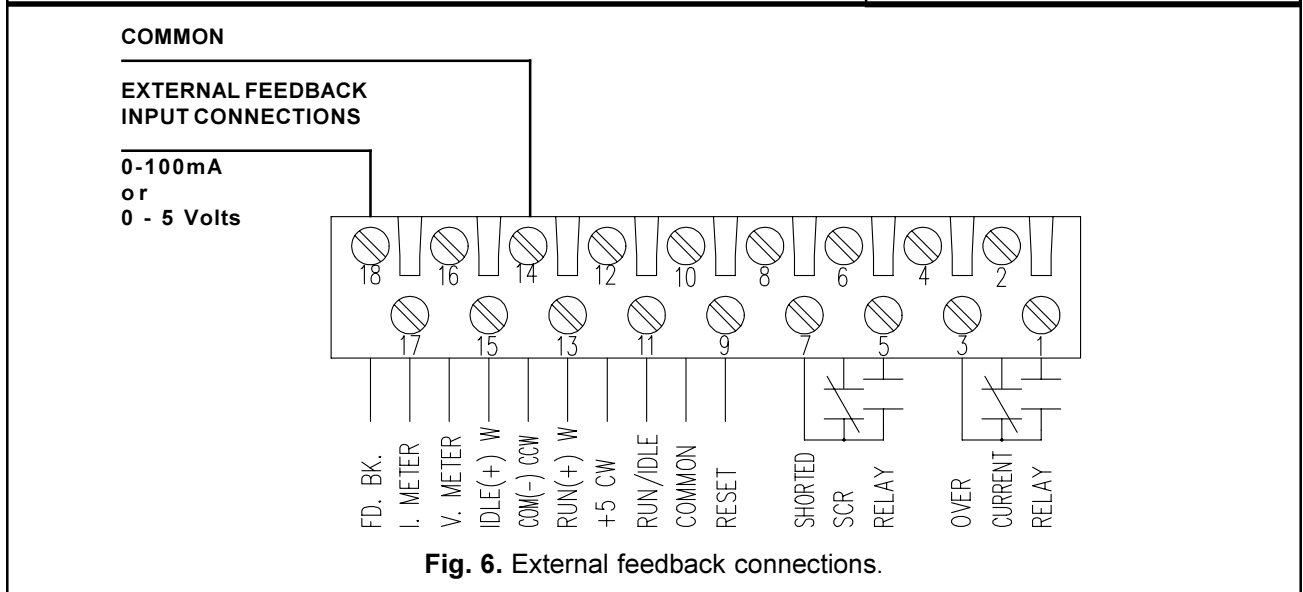 COMMON
EXTERNAL FEEDBACK
INPUT CONNECTIONS
0-100mA
or
0 - 5 Volts
18 16 14 12 10 8 6 4 2
17 15 13 11 9 7 5 3 1
FD. BK.
I. METER
V. METER
IDLE(+) W
COM(-) CCW
RUN(+) W
+5 CW
RUN/IDLE
COMMON
RESET
SHORTED
SCR
RELAY
OVER
CURRENT
RELAY
Fig. 6. External feedback connections.